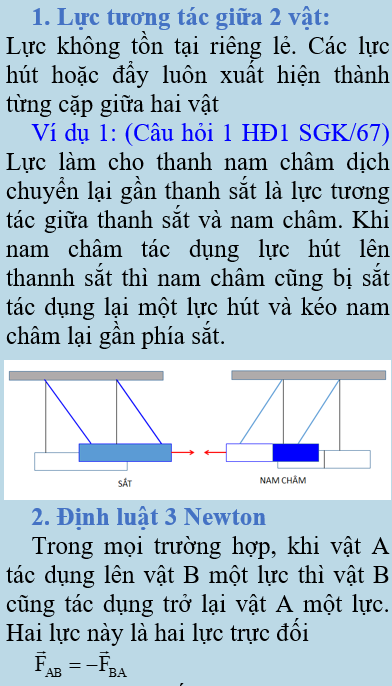 1. Lực tương tác giữa 2 vật:
Lực không tồn tại riêng lẻ. Các lực
hút hoặc đẩy luôn xuất hiện thành
từng cặp giữa hai vật
Ví dụ 1: (Câu hỏi 1 HĐ1 SGK/67)
Lực làm cho thanh nam châm dịch
chuyển lại gần thanh sắt là lực tương
tác giữa thanh sắt và nam châm. Khi
nam châm tác dụng lực hút lên
thannh sắt thì nam châm cũng bị sắt
tác dụng lại một lực hút và kéo nam
châm lại gần phía sắt.
SẮT
NAM CHÂM
2. Định luật 3 Newton
Trong mọi trường hợp, khi vật A
tác dụng lên vật B một lực thì vật B
cũng tác dụng trở lại vật A một lực.
Hai lực này là hai lực trực đối
F⃗_AB = −F⃗_BA